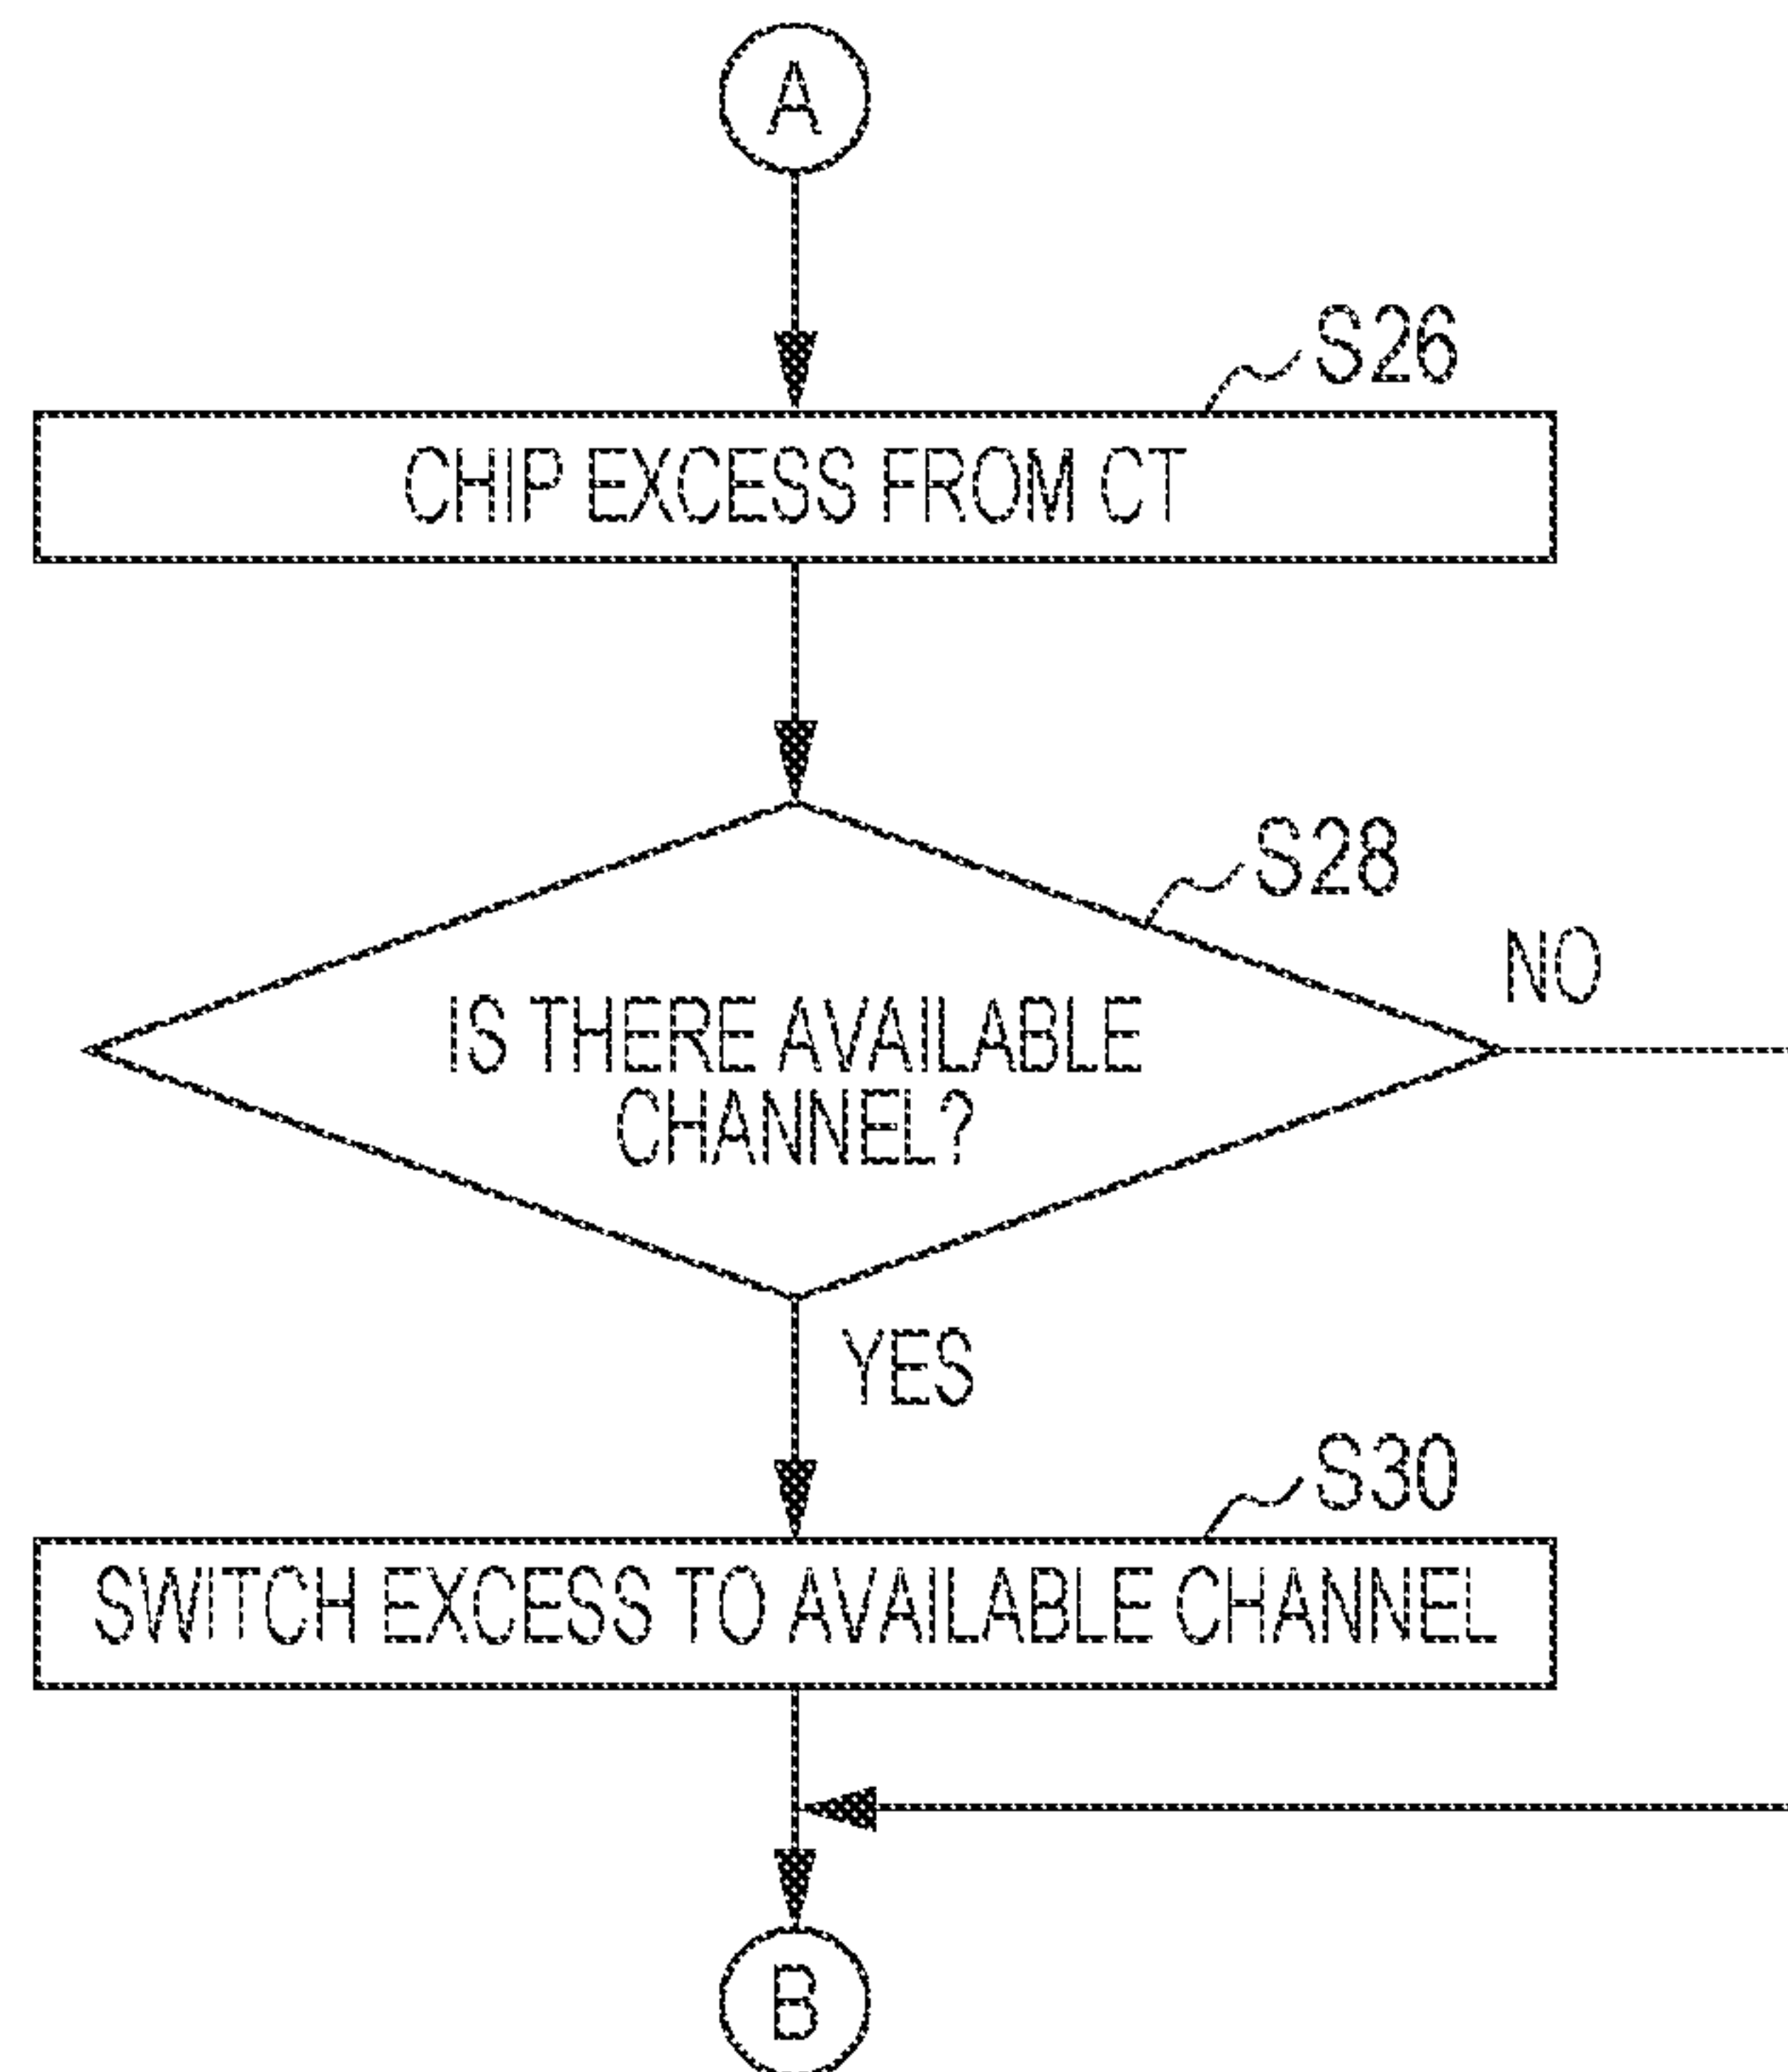 A
S26
CHIP EXCESS FROM CT
S28
NO
IS THERE AVAILABLE
CHANNEL?
YES
S30
SWITCH EXCESS TO AVAILABLE CHANNEL
B